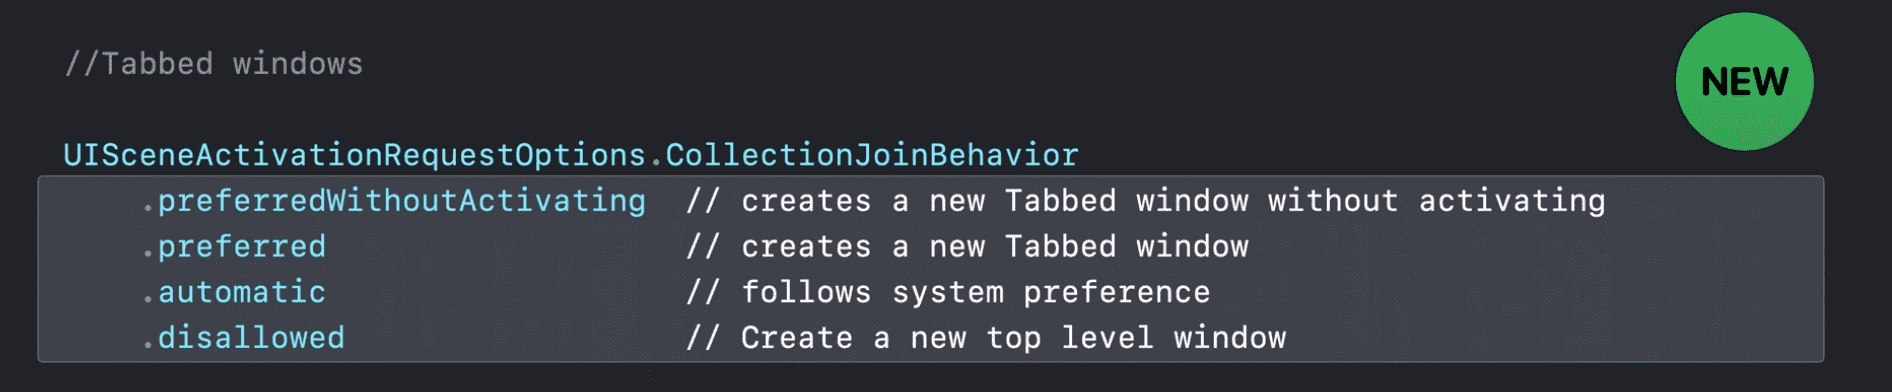 //Tabbed windows
NEW
UISceneActivationRequestOptions.CollectionJoinBehavior
.preferredWithoutActivating // creates a new Tabbed window without activating
.preferred // creates a new Tabbed window
.automatic // follows system preference
.disallowed // Create a new top level window